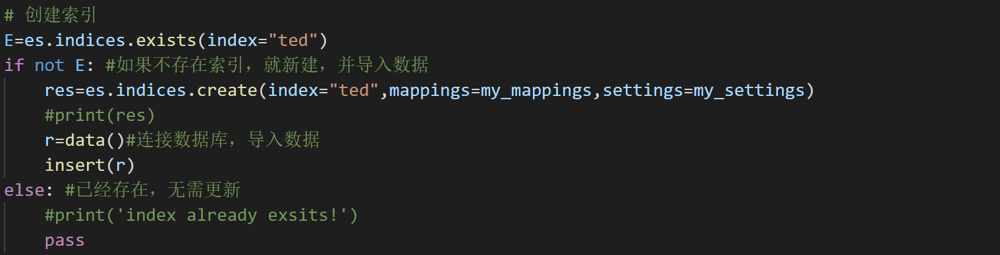 # 创建索引
E=es.indices.exists(index="ted")
if not E: #如果不存在索引，就新建，并导入数据
    res=es.indices.create(index="ted",mappings=my_mappings,settings=my_settings)
    #print(res)
    r=data()#连接数据库，导入数据
    insert(r)
else: #已经存在，无需更新
    #print('index already exsits!')
    pass